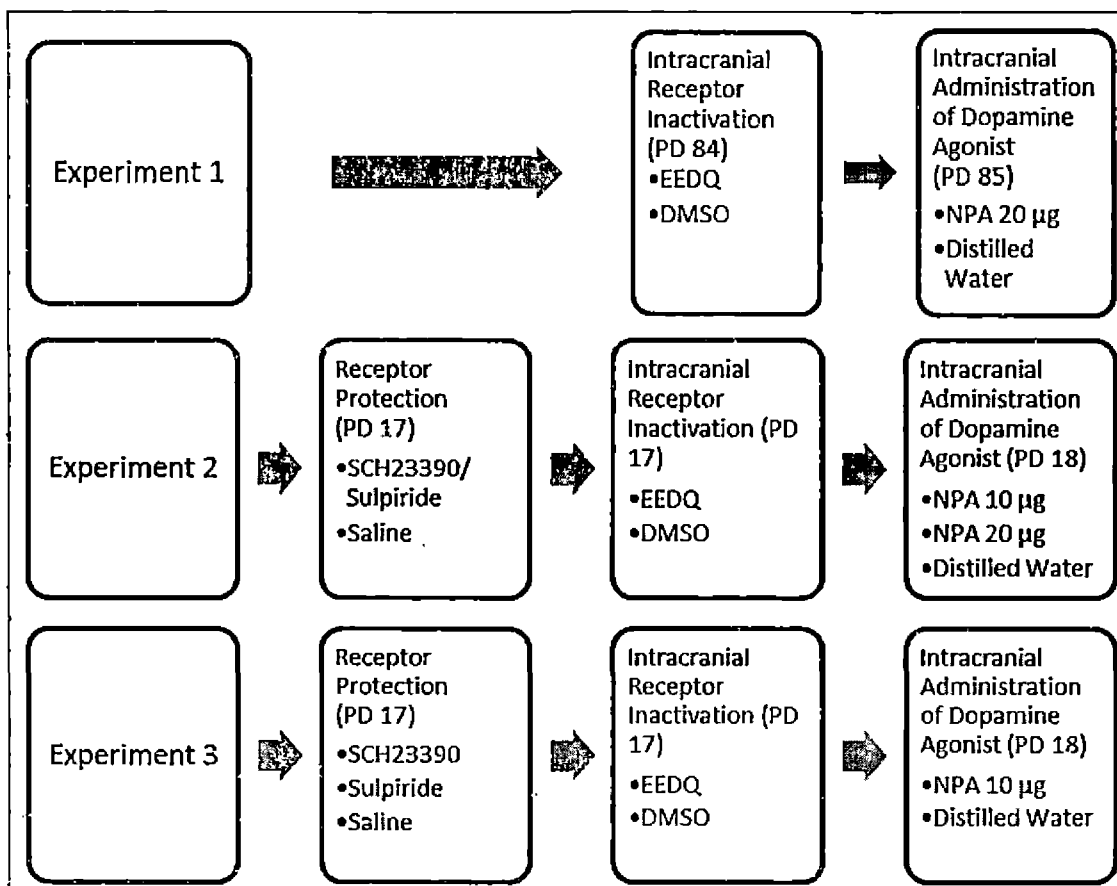 Experiment 1
Intracranial
Receptor
Inactivation
(PD 84)
•EEDQ
•DMSO
Intracranial
Administration
of Dopamine
Agonist
(PD 85)
•NPA 20 µg
•Distilled
Water
Experiment 2
Receptor
Protection
(PD 17)
•SCH23390/
Sulpiride
•Saline
Intracranial
Receptor
Inactivation (PD
17)
•EEDQ
•DMSO
Intracranial
Administration
of Dopamine
Agonist (PD 18)
•NPA 10 µg
•NPA 20 µg
•Distilled Water
Experiment 3
Receptor
Protection
(PD 17)
•SCH23390
•Sulpiride
•Saline
Intracranial
Receptor
Inactivation (PD
17)
•EEDQ
•DMSO
Intracranial
Administration
of Dopamine
Agonist (PD 18)
•NPA 10 µg
•Distilled Water